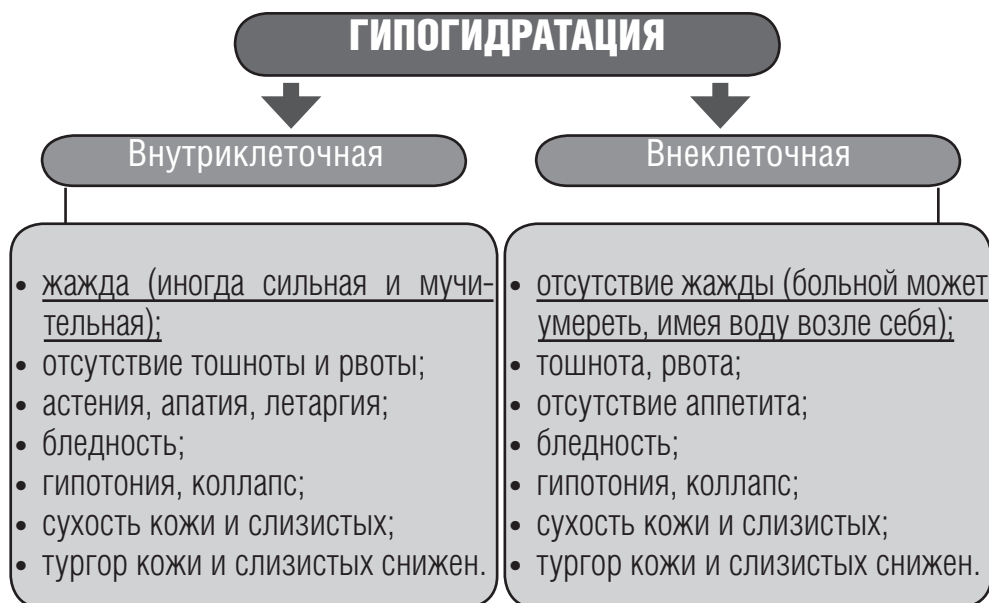 ГИПОГИДРАТАЦИЯ
Внутриклеточная
• жажда (иногда сильная и мучи-
тельная);
• отсутствие тошноты и рвоты;
• астения, апатия, летаргия;
• бледность;
• гипотония, коллапс;
• сухость кожи и слизистых;
• тургор кожи и слизистых снижен.
Внеклеточная
• отсутствие жажды (больной может
умереть, имея воду возле себя);
• тошнота, рвота;
• отсутствие аппетита;
• бледность;
• гипотония, коллапс;
• сухость кожи и слизистых;
• тургор кожи и слизистых снижен.